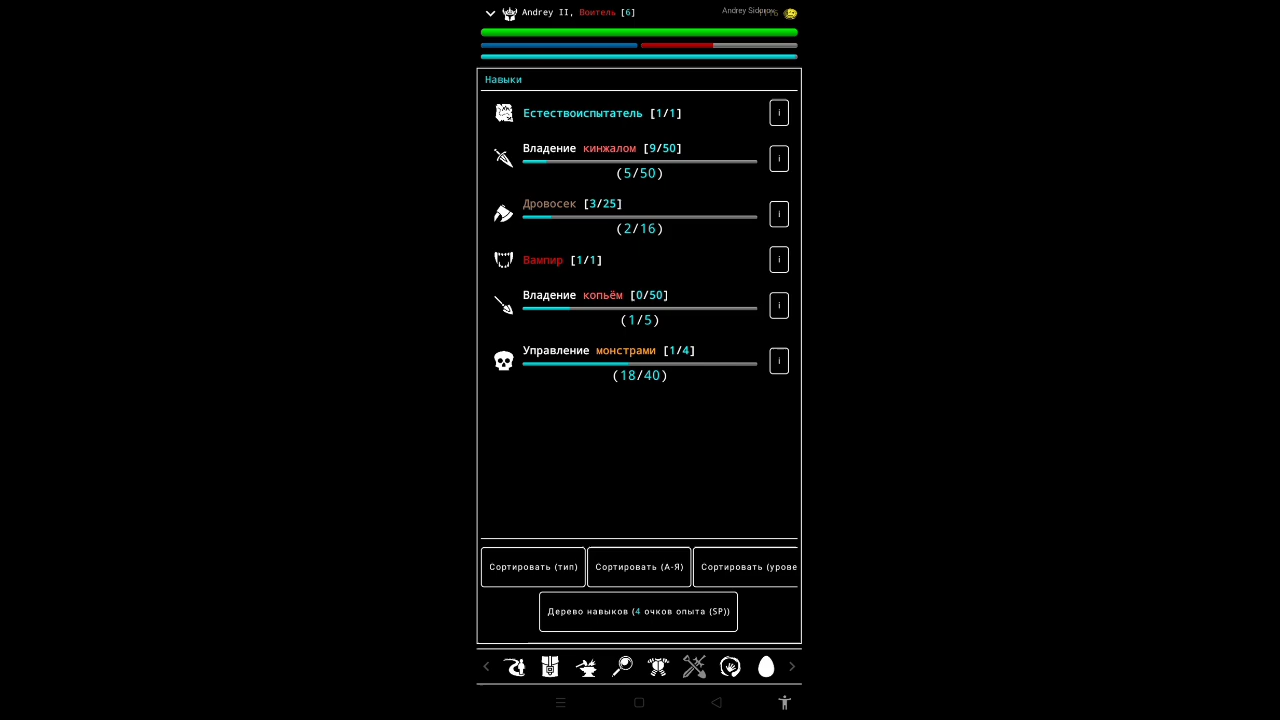 Andrey II, Воитель [6]
Andrey Sidorov
Навыки
Естествоиспытатель [1/1]
i
Владение кинжалом [9/50]
i
(5/50)
Дровосек [3/25]
i
(2/16)
Вампир [1/1]
i
Владение копьём [0/50]
i
(1/5)
Управление монстрами [1/4]
i
(18/40)
Сортировать (тип) Сортировать (А-Я) Сортировать (урове
Дерево навыков (4 очков опыта (SP))